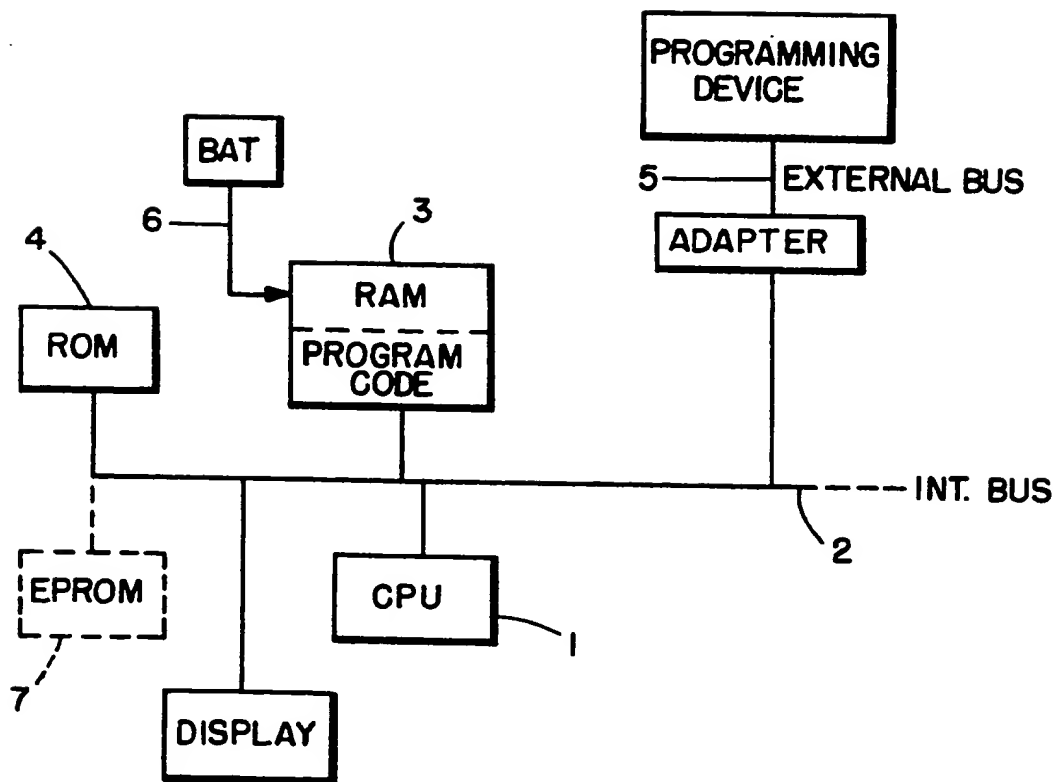 PROGRAMMING
DEVICE
BAT
5
EXTERNAL BUS
6
3
4
ADAPTER
RAM
ROM
PROGRAM
CODE
INT. BUS
2
EPROM
CPU
1
7
DISPLAY